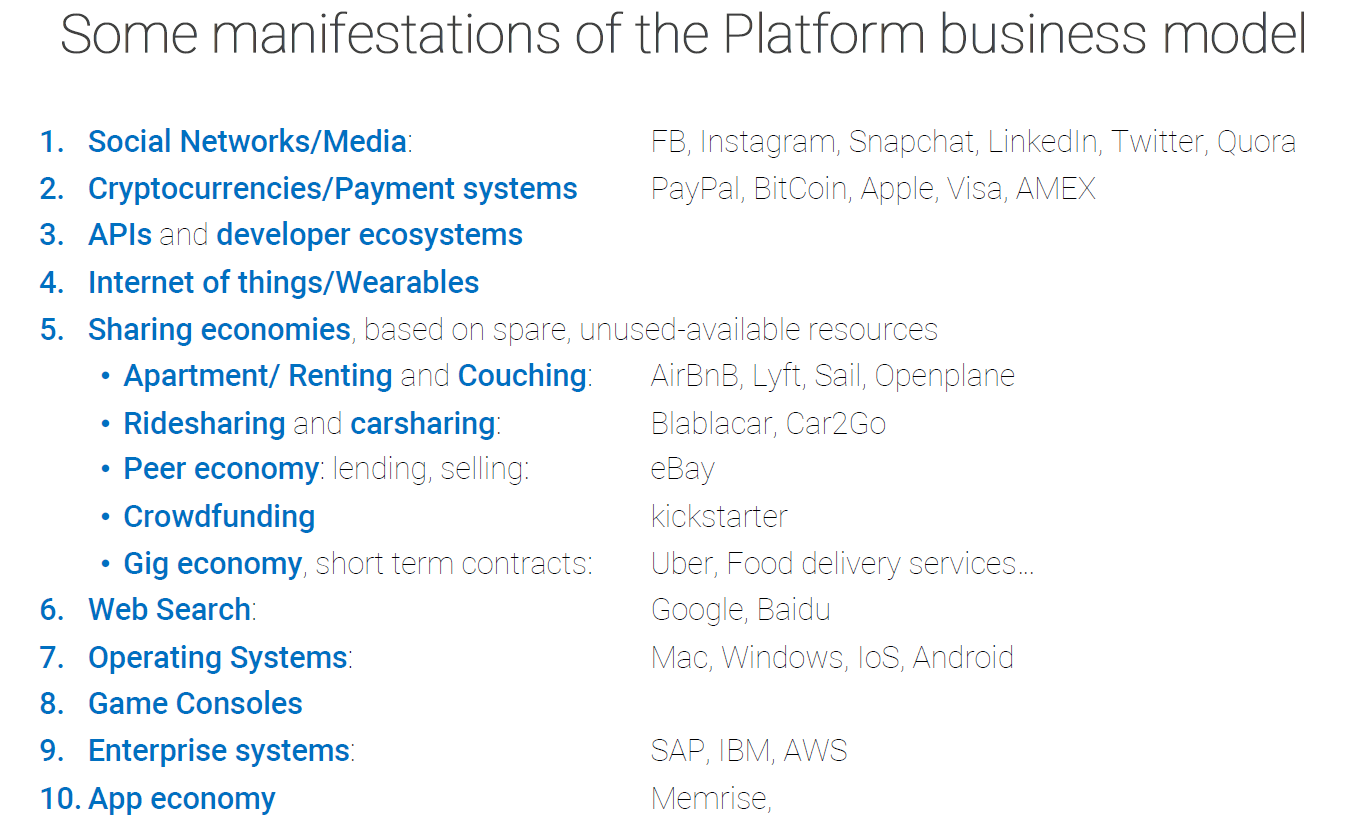 Some manifestations of the Platform business model
1. Social Networks/Media: FB, Instagram, Snapchat, LinkedIn, Twitter, Quora
2. Cryptocurrencies/Payment systems PayPal, BitCoin, Apple, Visa, AMEX
3. APIs and developer ecosystems
4. Internet of things/Wearables
5. Sharing economies, based on spare, unused-available resources
• Apartment/ Renting and Couching: AirBnB, Lyft, Sail, Openplane
• Ridesharing and carsharing: Blablacar, Car2Go
• Peer economy: lending, selling: eBay
• Crowdfunding kickstarter
• Gig economy, short term contracts: Uber, Food delivery services...
6. Web Search: Google, Baidu
7. Operating Systems: Mac, Windows, IoS, Android
8. Game Consoles
9. Enterprise systems: SAP, IBM, AWS
10. App economy Memrise,